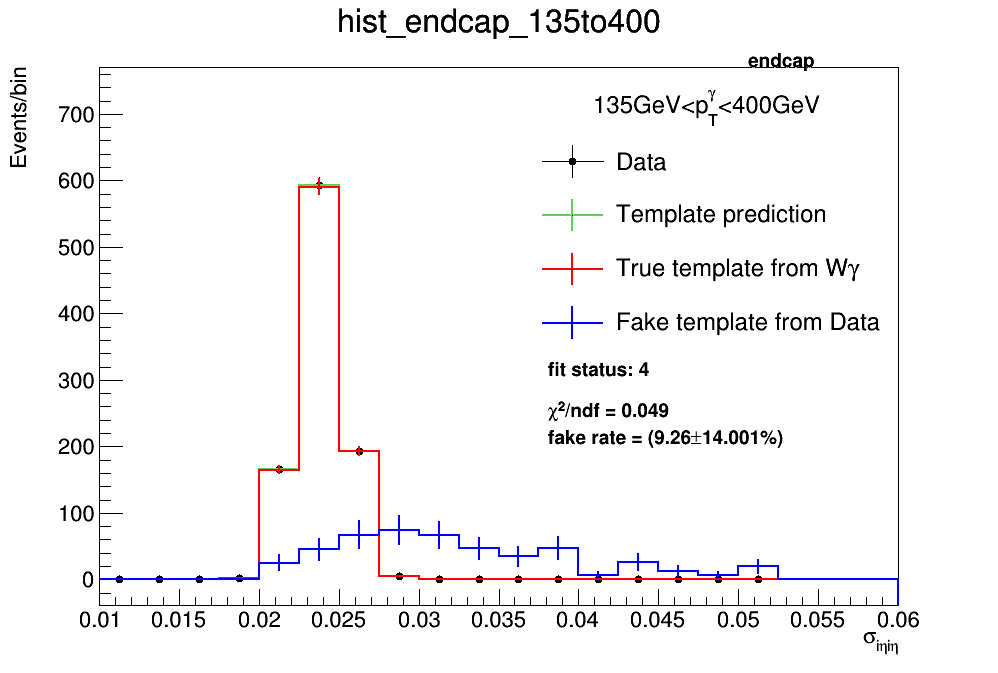 hist_endcap_135to400
endcap
Events/bin
135GeV<p_T^γ<400GeV
Data
Template prediction
True template from Wγ
Fake template from Data
fit status: 4
χ²/ndf = 0.049
fake rate = (9.26±14.001%)
700
600
500
400
300
200
100
0
0.01 0.015 0.02 0.025 0.03 0.035 0.04 0.045 0.05 0.055 0.06
σ_iηiη